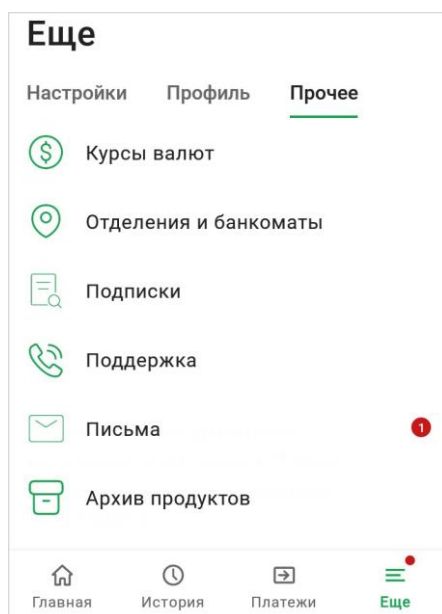 Еще
Настройки Профиль Прочее
Курсы валют
Отделения и банкоматы
Подписки
Поддержка
Письма 1
Архив продуктов
Главная История Платежи Еще